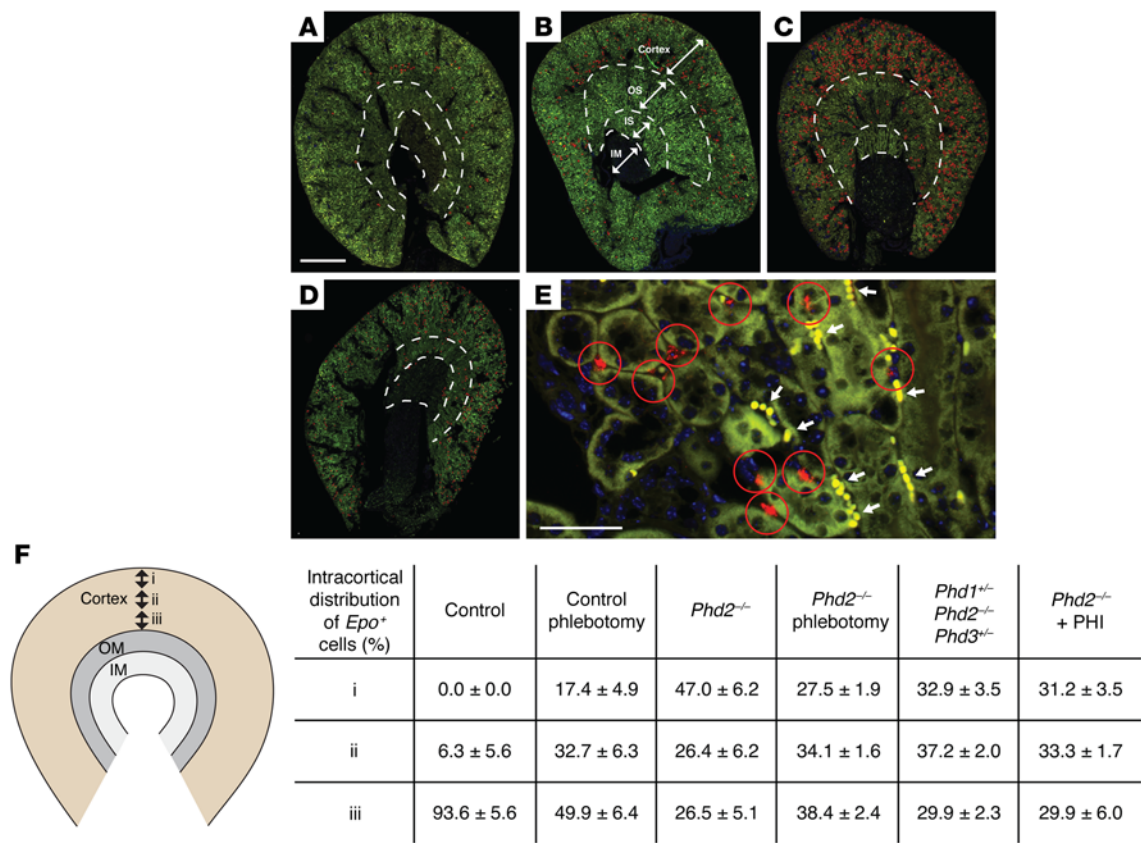 A
B
Cortex
OS
IS
IM
C
D
E
F
Cortex
i
ii
iii
OM
IM
Intracortical distribution of Epo⁺ cells (%) | Control | Control phlebotomy | Phd2⁻/⁻ | Phd2⁻/⁻ phlebotomy | Phd1⁺/⁻ Phd2⁻/⁻ Phd3⁺/⁻ | Phd2⁻/⁻ + PHI
i | 0.0 ± 0.0 | 17.4 ± 4.9 | 47.0 ± 6.2 | 27.5 ± 1.9 | 32.9 ± 3.5 | 31.2 ± 3.5
ii | 6.3 ± 5.6 | 32.7 ± 6.3 | 26.4 ± 6.2 | 34.1 ± 1.6 | 37.2 ± 2.0 | 33.3 ± 1.7
iii | 93.6 ± 5.6 | 49.9 ± 6.4 | 26.5 ± 5.1 | 38.4 ± 2.4 | 29.9 ± 2.3 | 29.9 ± 6.0